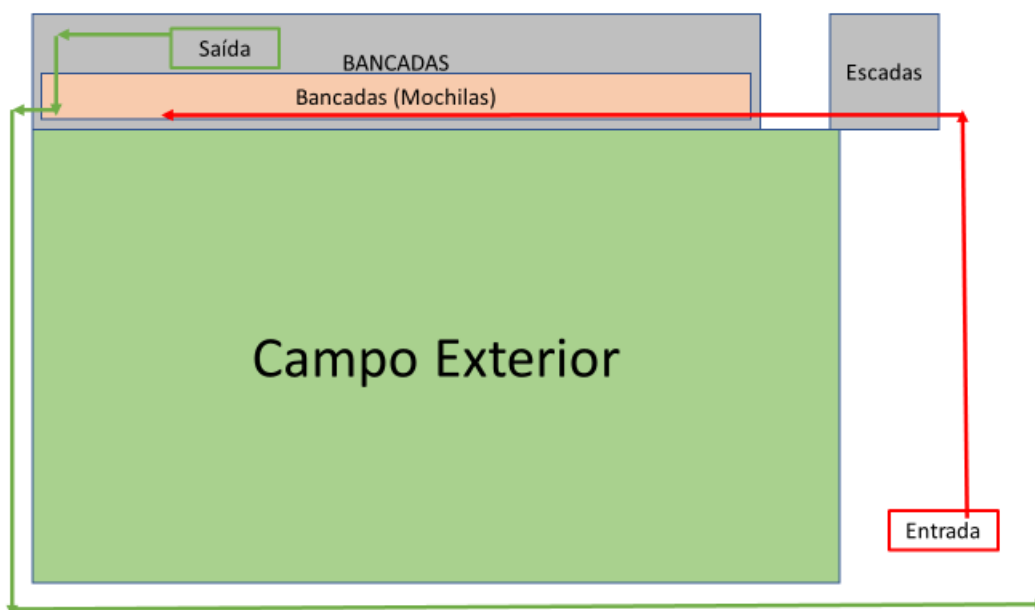 Saída
BANCADAS
Escadas
Bancadas (Mochilas)
Campo Exterior
Entrada